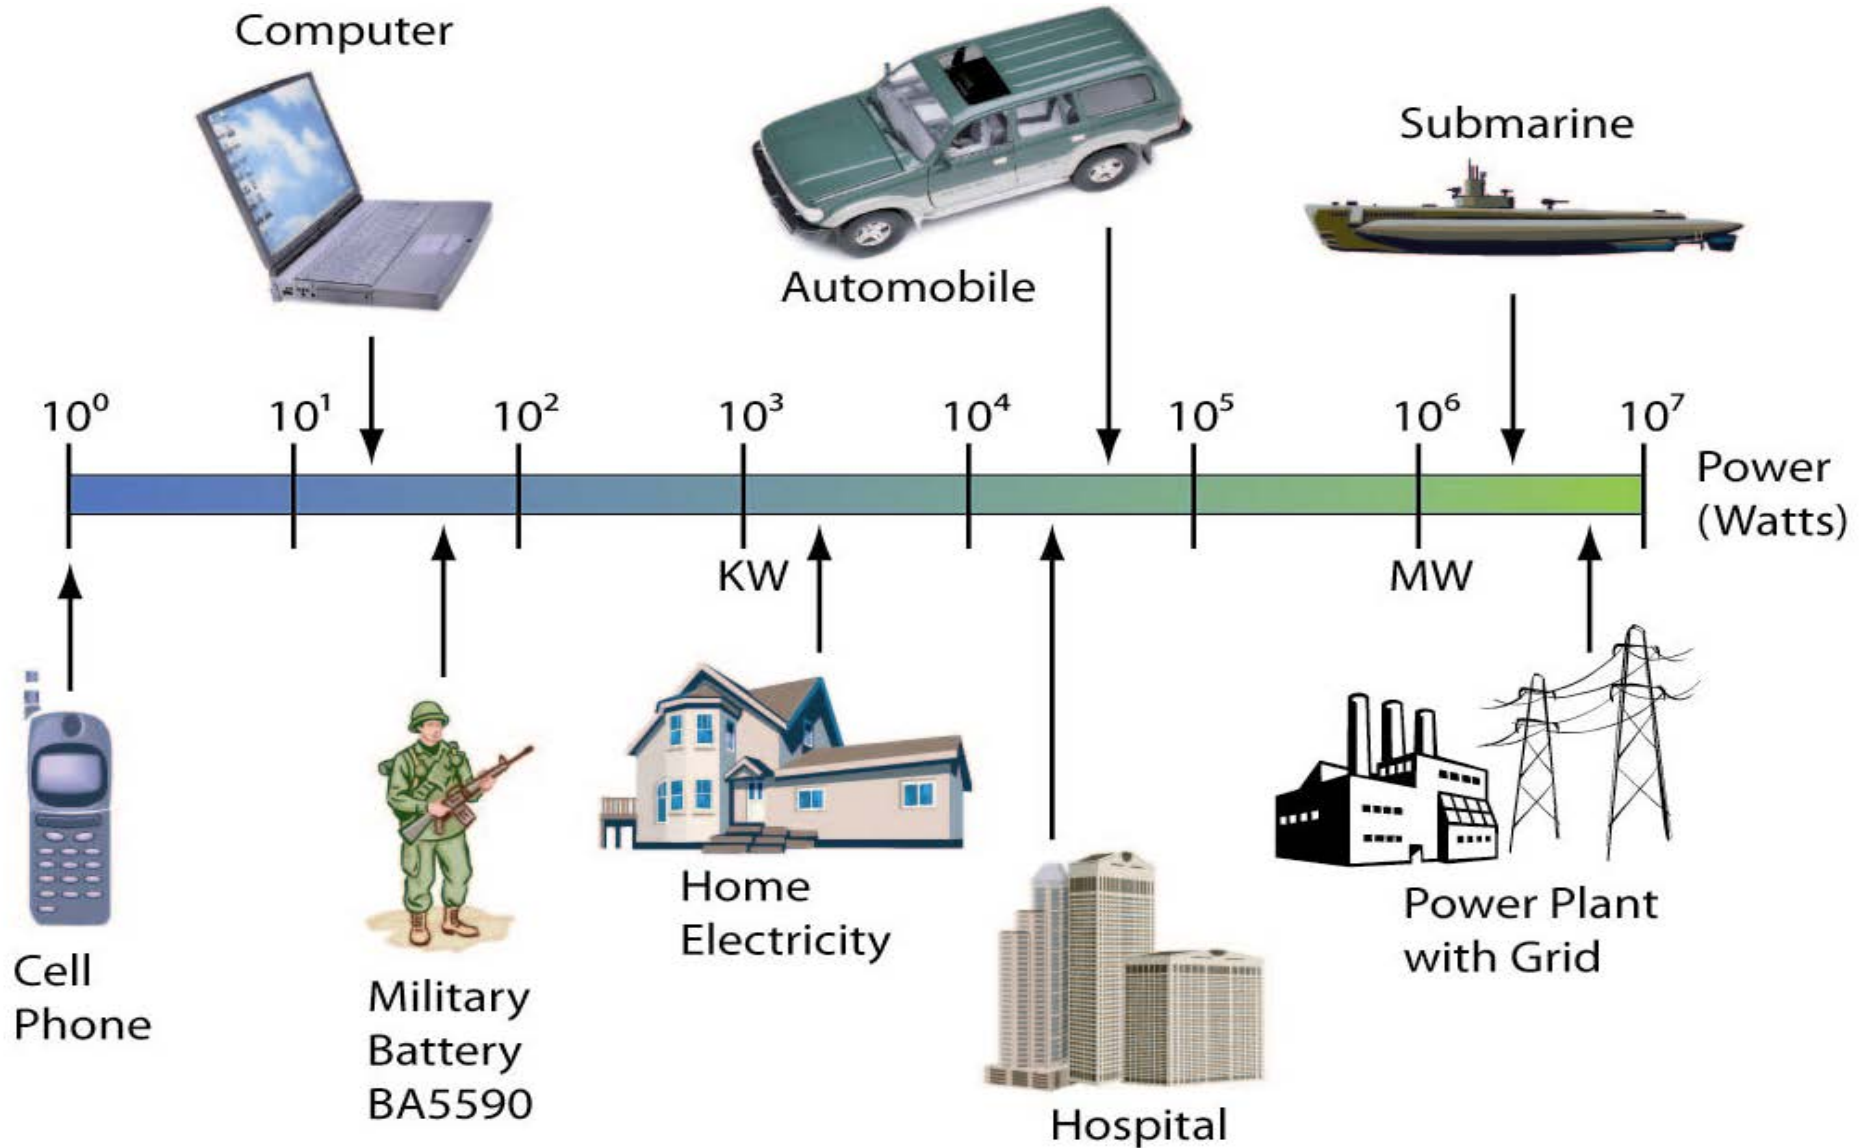 Computer
Automobile
Submarine
10⁰ 10¹ 10² 10³ 10⁴ 10⁵ 10⁶ 10⁷
Power
(Watts)
KW MW
Cell
Phone
Military
Battery
BA5590
Home
Electricity
Hospital
Power Plant
with Grid